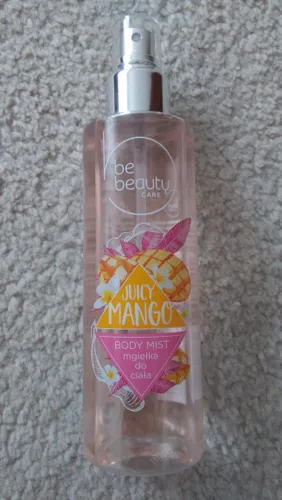 be
beauty
CARE
JUICY
MANGO
BODY MIST
mgiełka
do
ciała